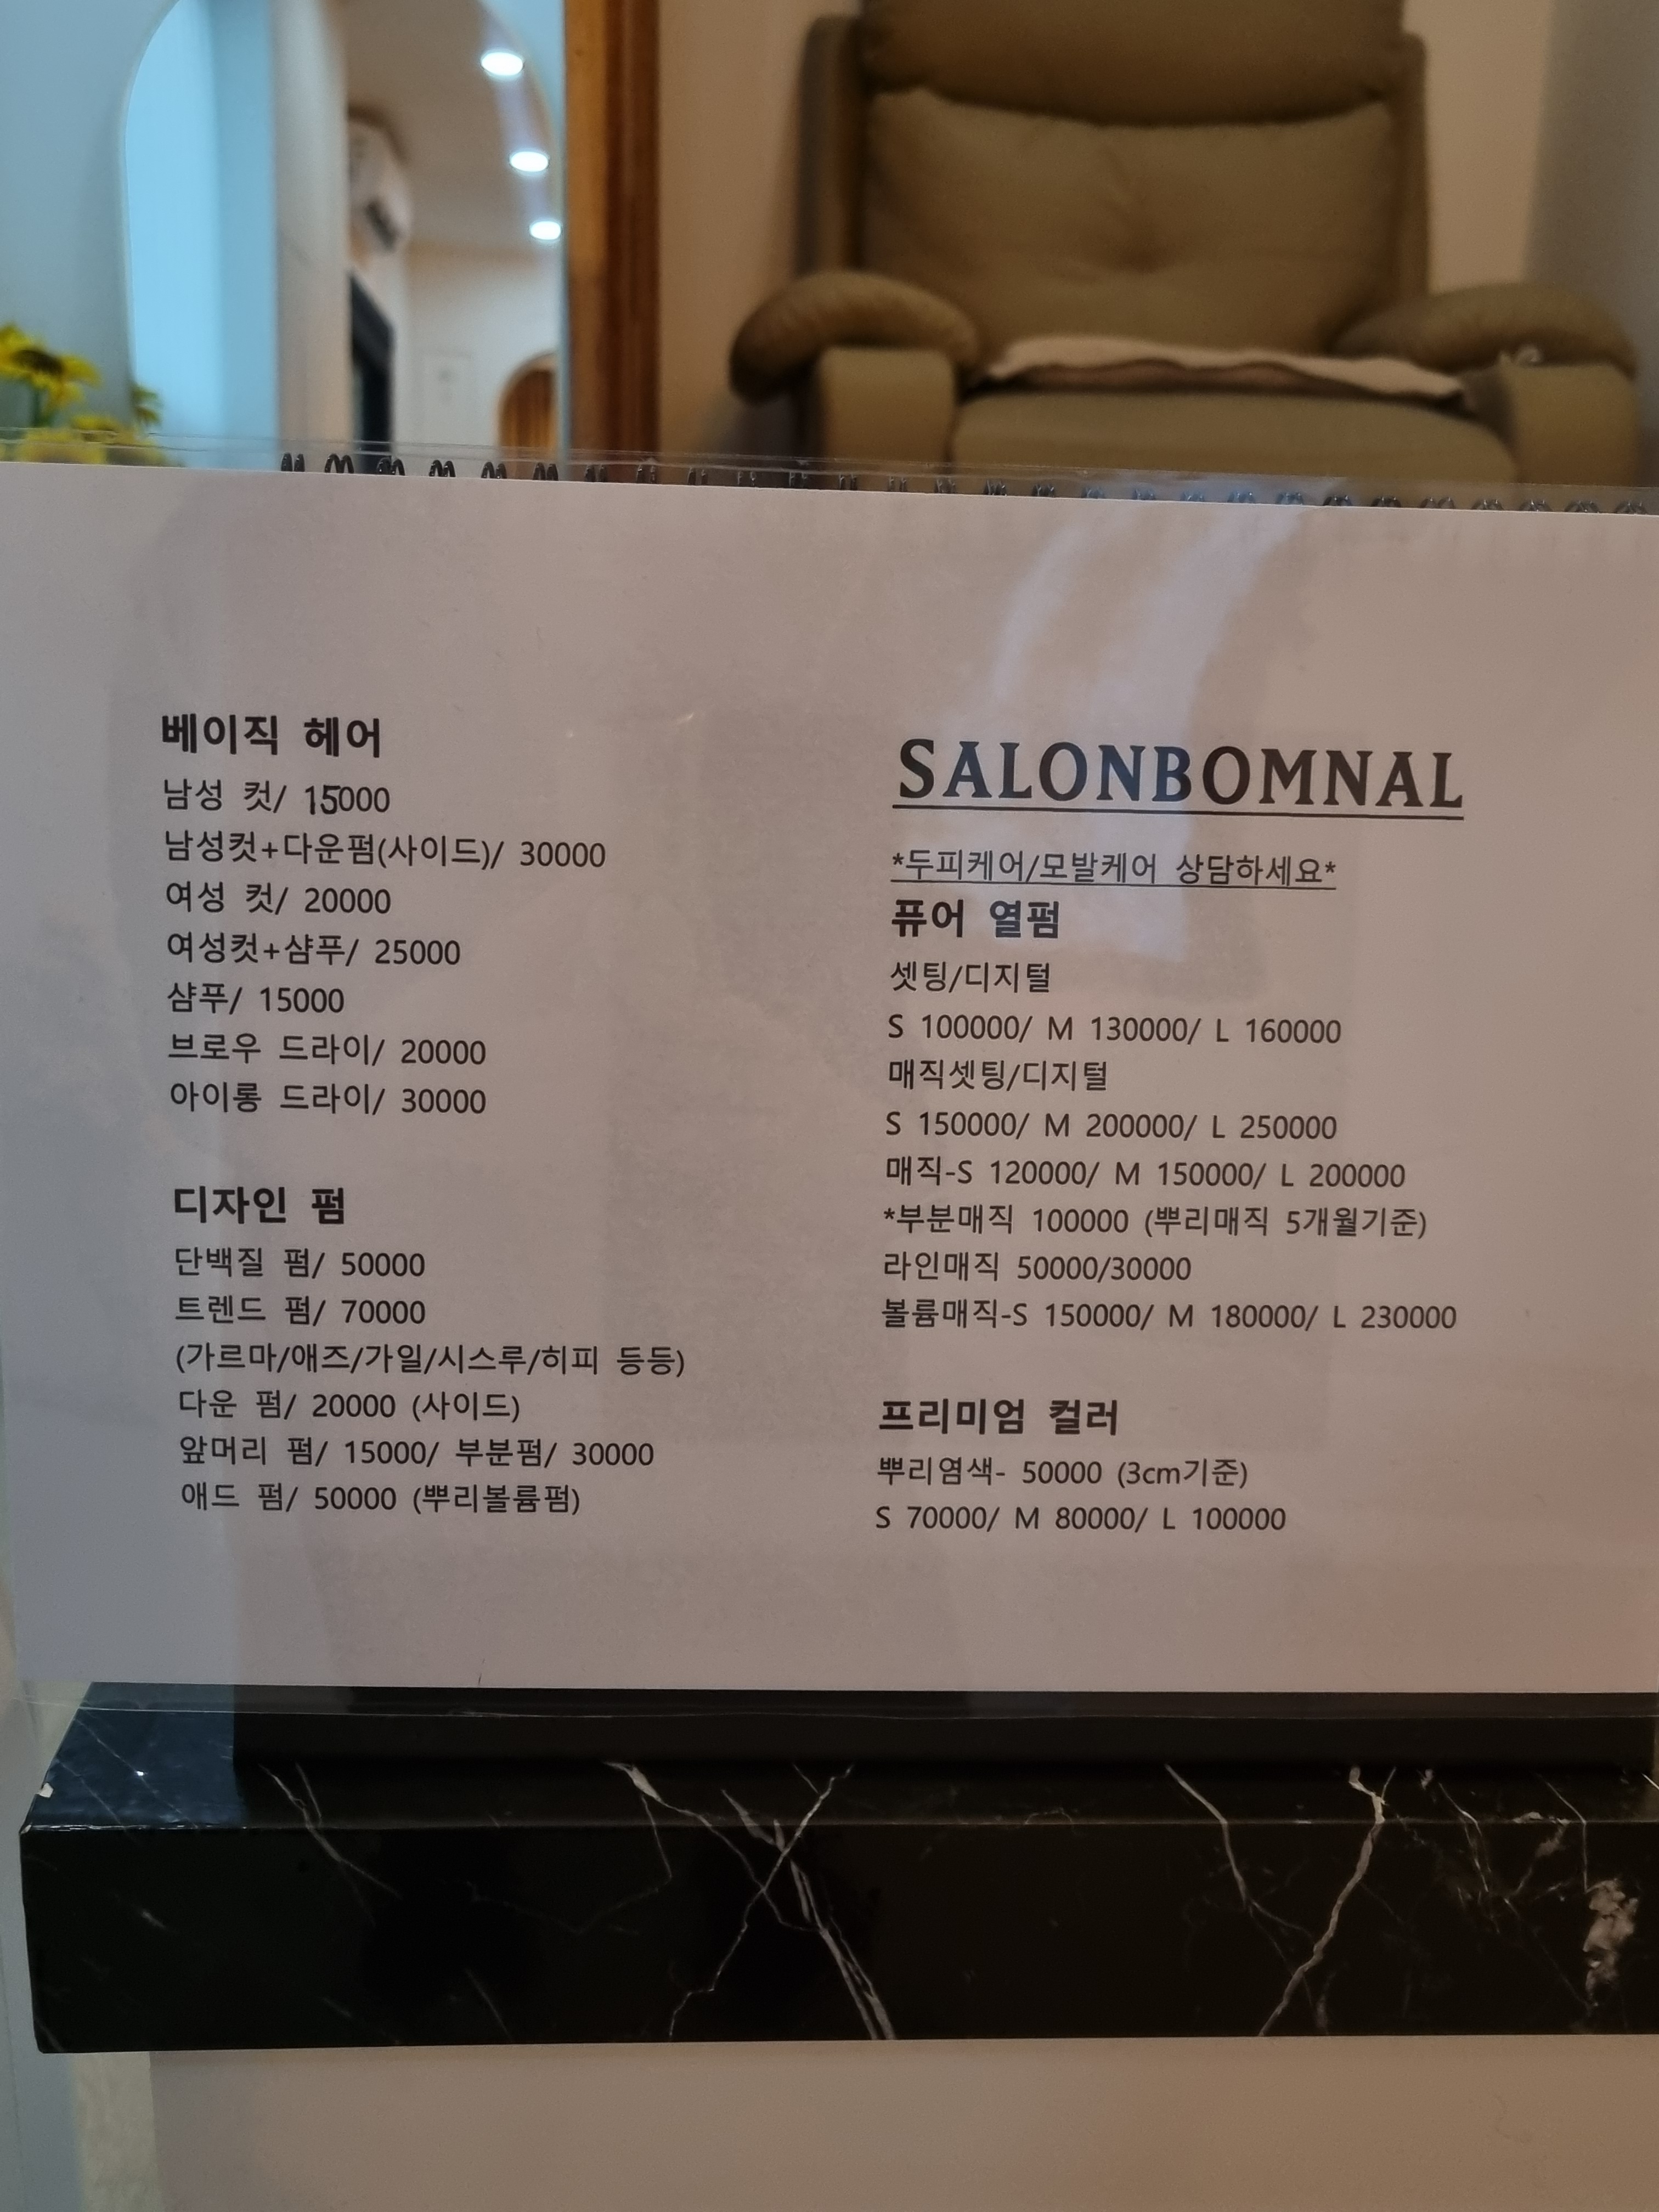 베이직 헤어
남성 컷/ 15000
남성컷+다운펌(사이드)/ 30000
여성 컷/ 20000
여성컷+샴푸/ 25000
샴푸/ 15000
브로우 드라이/ 20000
아이롱 드라이/ 30000
디자인 펌
단백질 펌/ 50000
트렌드 펌/ 70000
(가르마/애즈/가일/시스루/히피 등등)
다운 펌/ 20000 (사이드)
앞머리 펌/ 15000/ 부분펌/ 30000
애드 펌/ 50000 (뿌리볼륨펌)
SALONBOMNAL
*두피케어/모발케어 상담하세요*
퓨어 열펌
셋팅/디지털
S 100000/ M 130000/ L 160000
매직셋팅/디지털
S 150000/ M 200000/ L 250000
매직-S 120000/ M 150000/ L 200000
*부분매직 100000 (뿌리매직 5개월기준)
라인매직 50000/30000
볼륨매직-S 150000/ M 180000/ L 230000
프리미엄 컬러
뿌리염색- 50000 (3cm기준)
S 70000/ M 80000/ L 100000